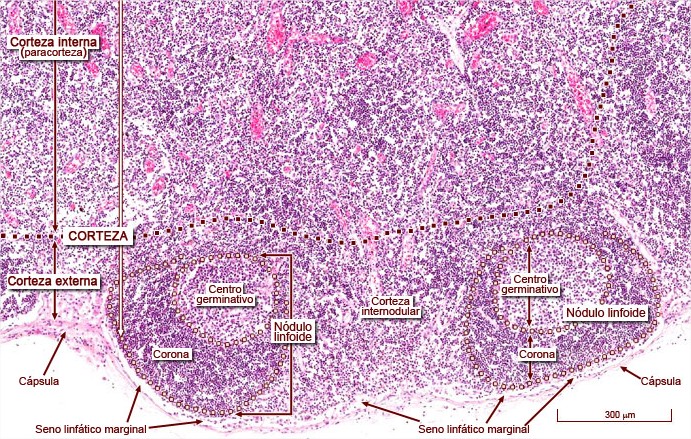 Corteza interna
(paracorteza)
CORTEZA
Corteza externa
Centro
germinativo
Nódulo
linfoide
Corona
Corteza
internodular
Centro
germinativo
Nódulo linfoide
Corona
Cápsula
Cápsula
Seno linfático marginal
Seno linfático marginal
300 µm